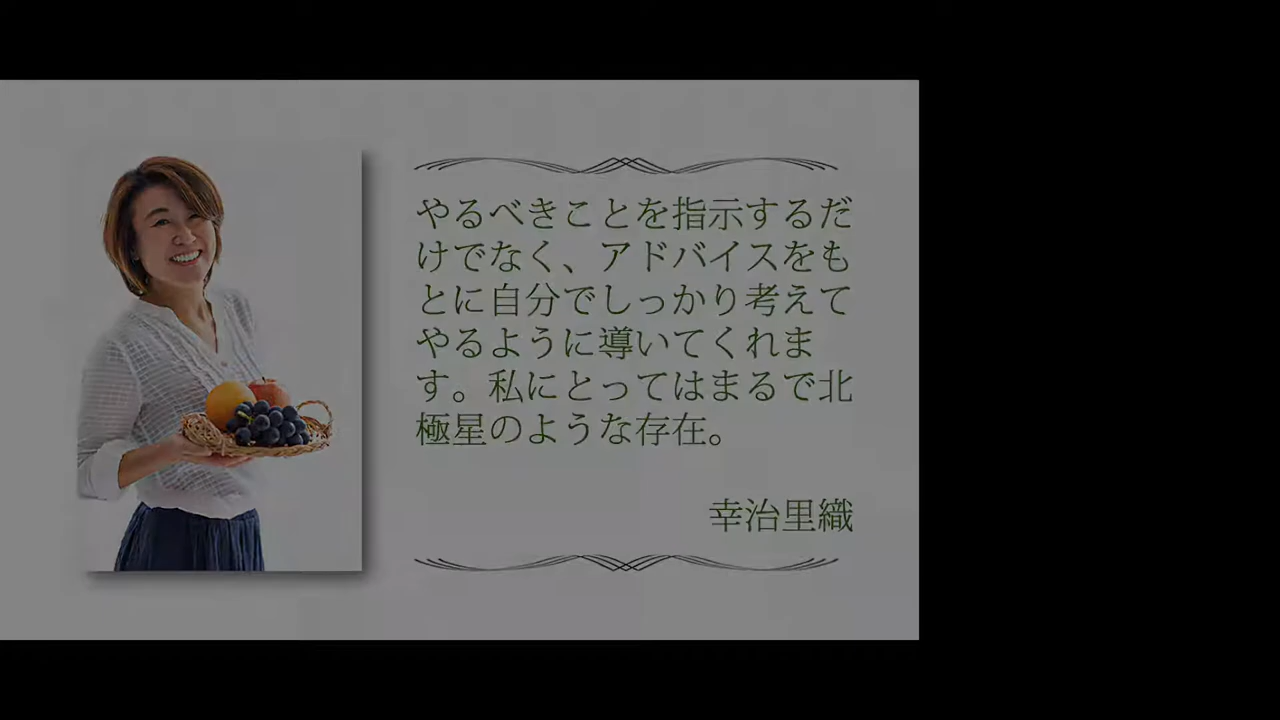 やるべきことを指示するだ
けでなく、アドバイスをも
とに自分でしっかり考えて
やるように導いてくれま
す。私にとってはまるで北
極星のような存在。
幸治里織